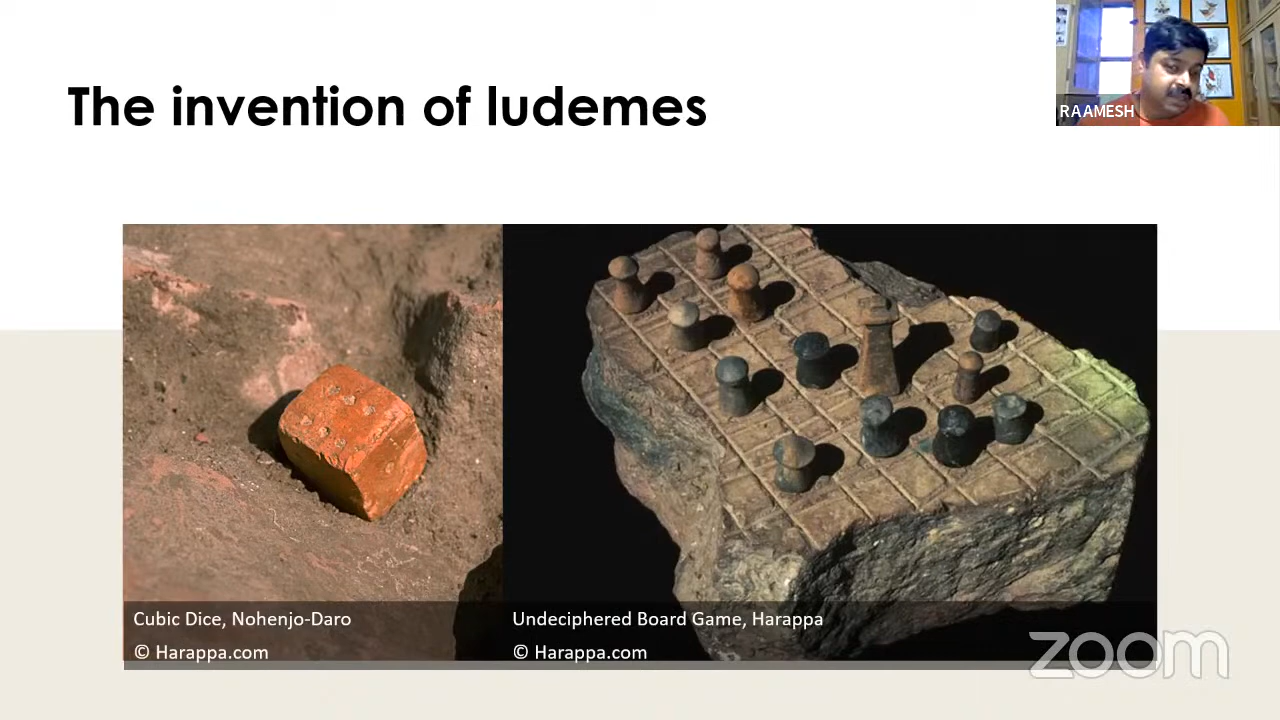 The invention of ludemes
RAAMESH
Cubic Dice, Nohenjo-Daro
© Harappa.com
Undeciphered Board Game, Harappa
© Harappa.com
zoom